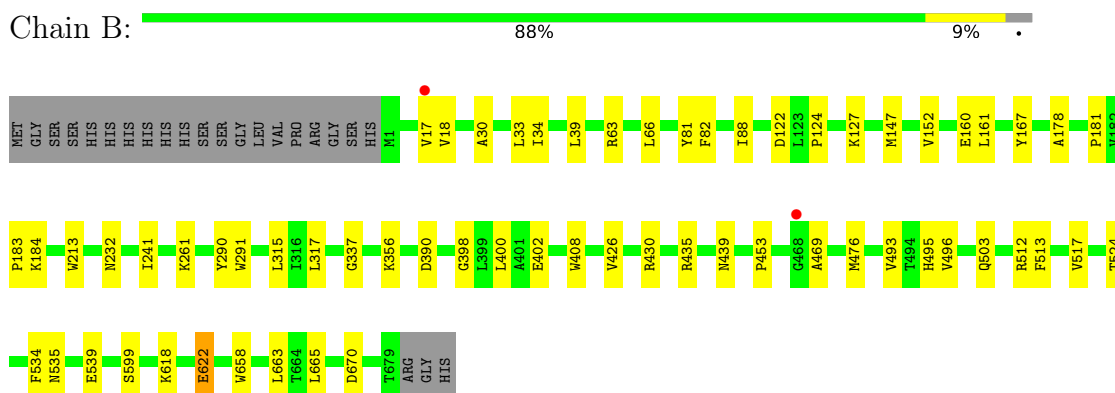 Chain B:
88% 9% •
MET GLY SER SER HIS HIS HIS HIS HIS HIS SER SER GLY LEU VAL PRO ARG GLY SER HIS M1 V17 V18 A30 L33 I34 L39 R63 L66 Y81 F82 I88 D122 L123 P124 K127 M147 V152 E160 L161 Y167 A178 P181 V182
P183 K184 W213 N232 I241 K261 Y290 W291 L315 I316 L317 G337 K356 D390 G398 L399 L400 A401 E402 W408 V426 R430 R435 N439 P453 G468 A469 M476 V493 T494 H495 V496 Q503 R512 F513 V517 T524
F534 N535 E539 S599 K618 E622 W658 L663 T664 L665 D670 T679 ARG GLY HIS